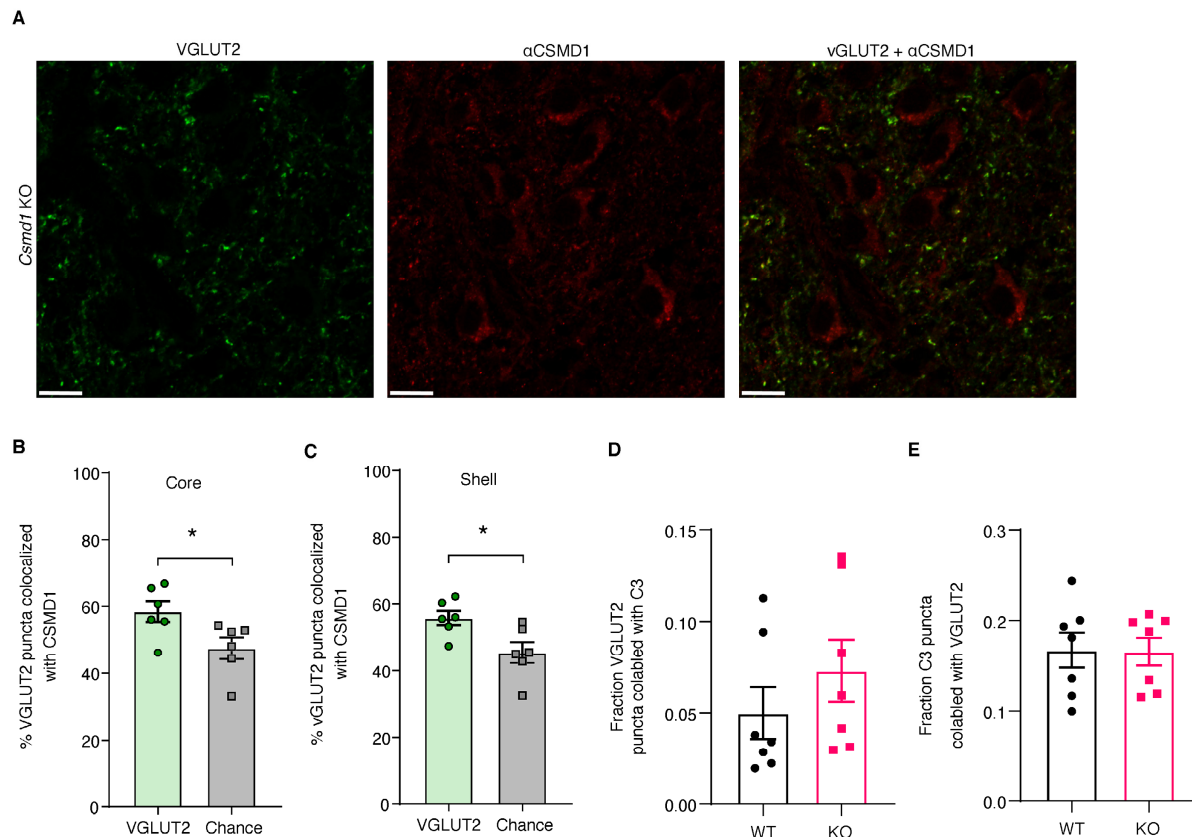 A
VGLUT2
αCSMD1
vGLUT2 + αCSMD1
Csmd1 KO
B
C
D
E
% VGLUT2 puncta colocalized
with CSMD1
100
80
60
40
20
0
Core
*
VGLUT2
Chance
% vGLUT2 puncta colocalized
with CSMD1
100
80
60
40
20
0
Shell
*
VGLUT2
Chance
Fraction VGLUT2
puncta colabled with C3
0.15
0.10
0.05
0.00
WT
KO
Fraction C3 puncta
colabled with VGLUT2
0.3
0.2
0.1
0.0
WT
KO